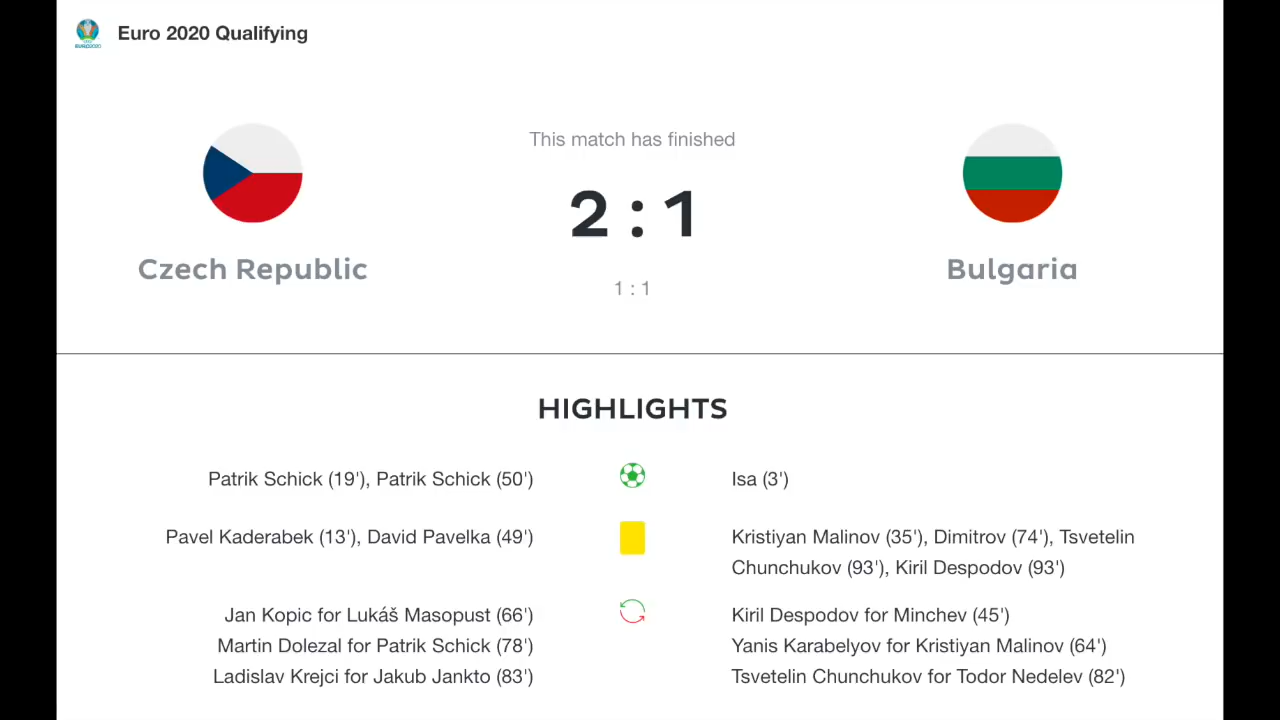 Euro 2020 Qualifying
This match has finished
2 : 1
Czech Republic
Bulgaria
1 : 1
HIGHLIGHTS
Patrik Schick (19'), Patrik Schick (50')
Isa (3')
Pavel Kaderabek (13'), David Pavelka (49')
Kristiyan Malinov (35'), Dimitrov (74'), Tsvetelin
Chunchukov (93'), Kiril Despodov (93')
Jan Kopic for Lukáš Masopust (66')
Martin Dolezal for Patrik Schick (78')
Ladislav Krejci for Jakub Jankto (83')
Kiril Despodov for Minchev (45')
Yanis Karabelyov for Kristiyan Malinov (64')
Tsvetelin Chunchukov for Todor Nedelev (82')